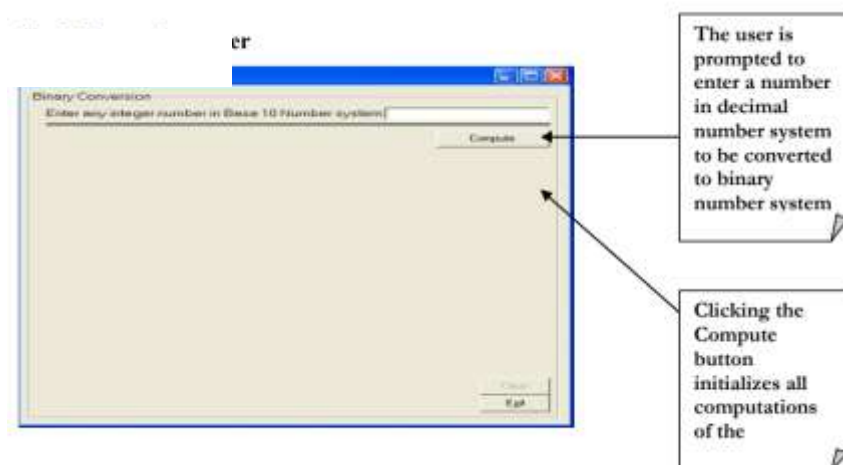 er
Binary Conversion
Enter any integer number in Base 10 Number system
Compute
Clear
Exit
The user is
prompted to
enter a number
in decimal
number system
to be converted
to binary
number system
Clicking the
Compute
button
initializes all
computations
of the